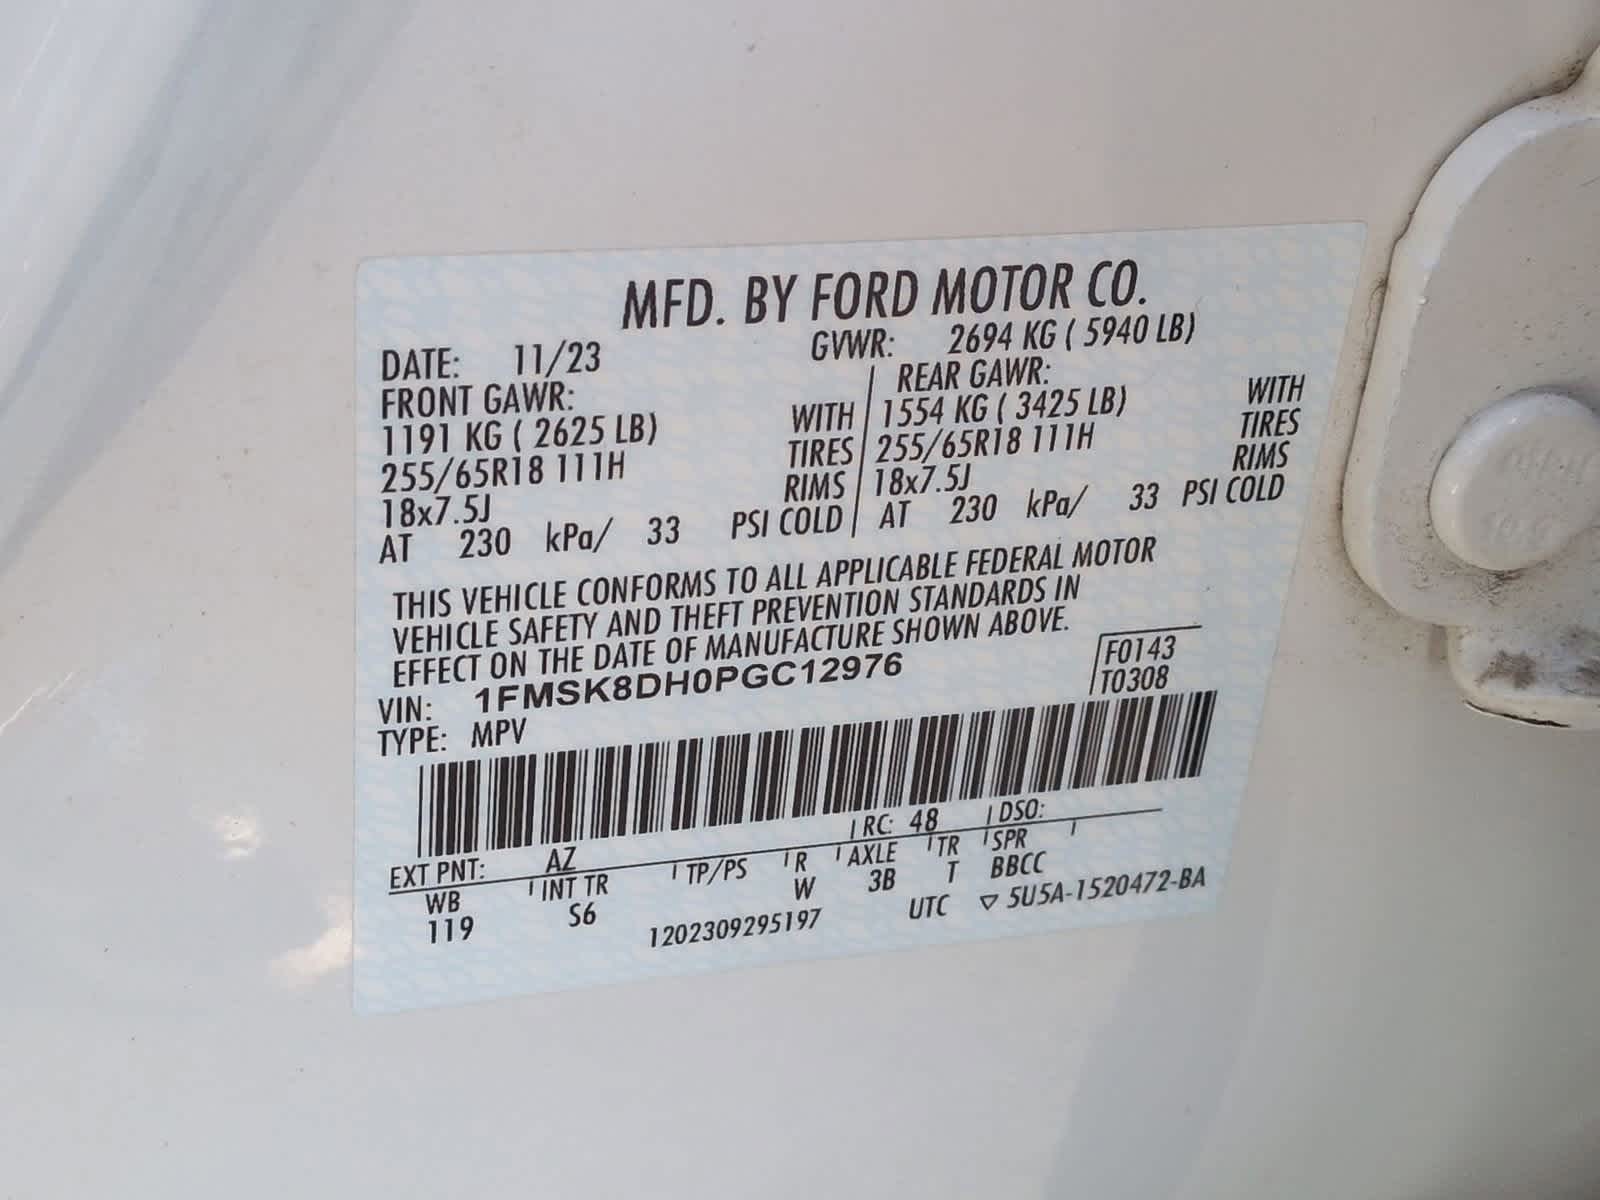 MFD. BY FORD MOTOR CO.
DATE: 11/23 GVWR: 2694 KG ( 5940 LB)
FRONT GAWR: REAR GAWR:
1191 KG ( 2625 LB) WITH 1554 KG ( 3425 LB) WITH
255/65R18 111H TIRES 255/65R18 111H TIRES
18x7.5J RIMS 18x7.5J RIMS
AT 230 kPa/ 33 PSI COLD AT 230 kPa/ 33 PSI COLD
THIS VEHICLE CONFORMS TO ALL APPLICABLE FEDERAL MOTOR
VEHICLE SAFETY AND THEFT PREVENTION STANDARDS IN
EFFECT ON THE DATE OF MANUFACTURE SHOWN ABOVE.
VIN: 1FMSK8DH0PGC12976 F0143
TYPE: MPV T0308
EXT PNT: AZ RC: 48 DSO:
WB INT TR TP/PS R AXLE TR SPR
119 S6 W 3B T BBCC
1202309295197 UTC ▽ 5U5A-1520472-BA